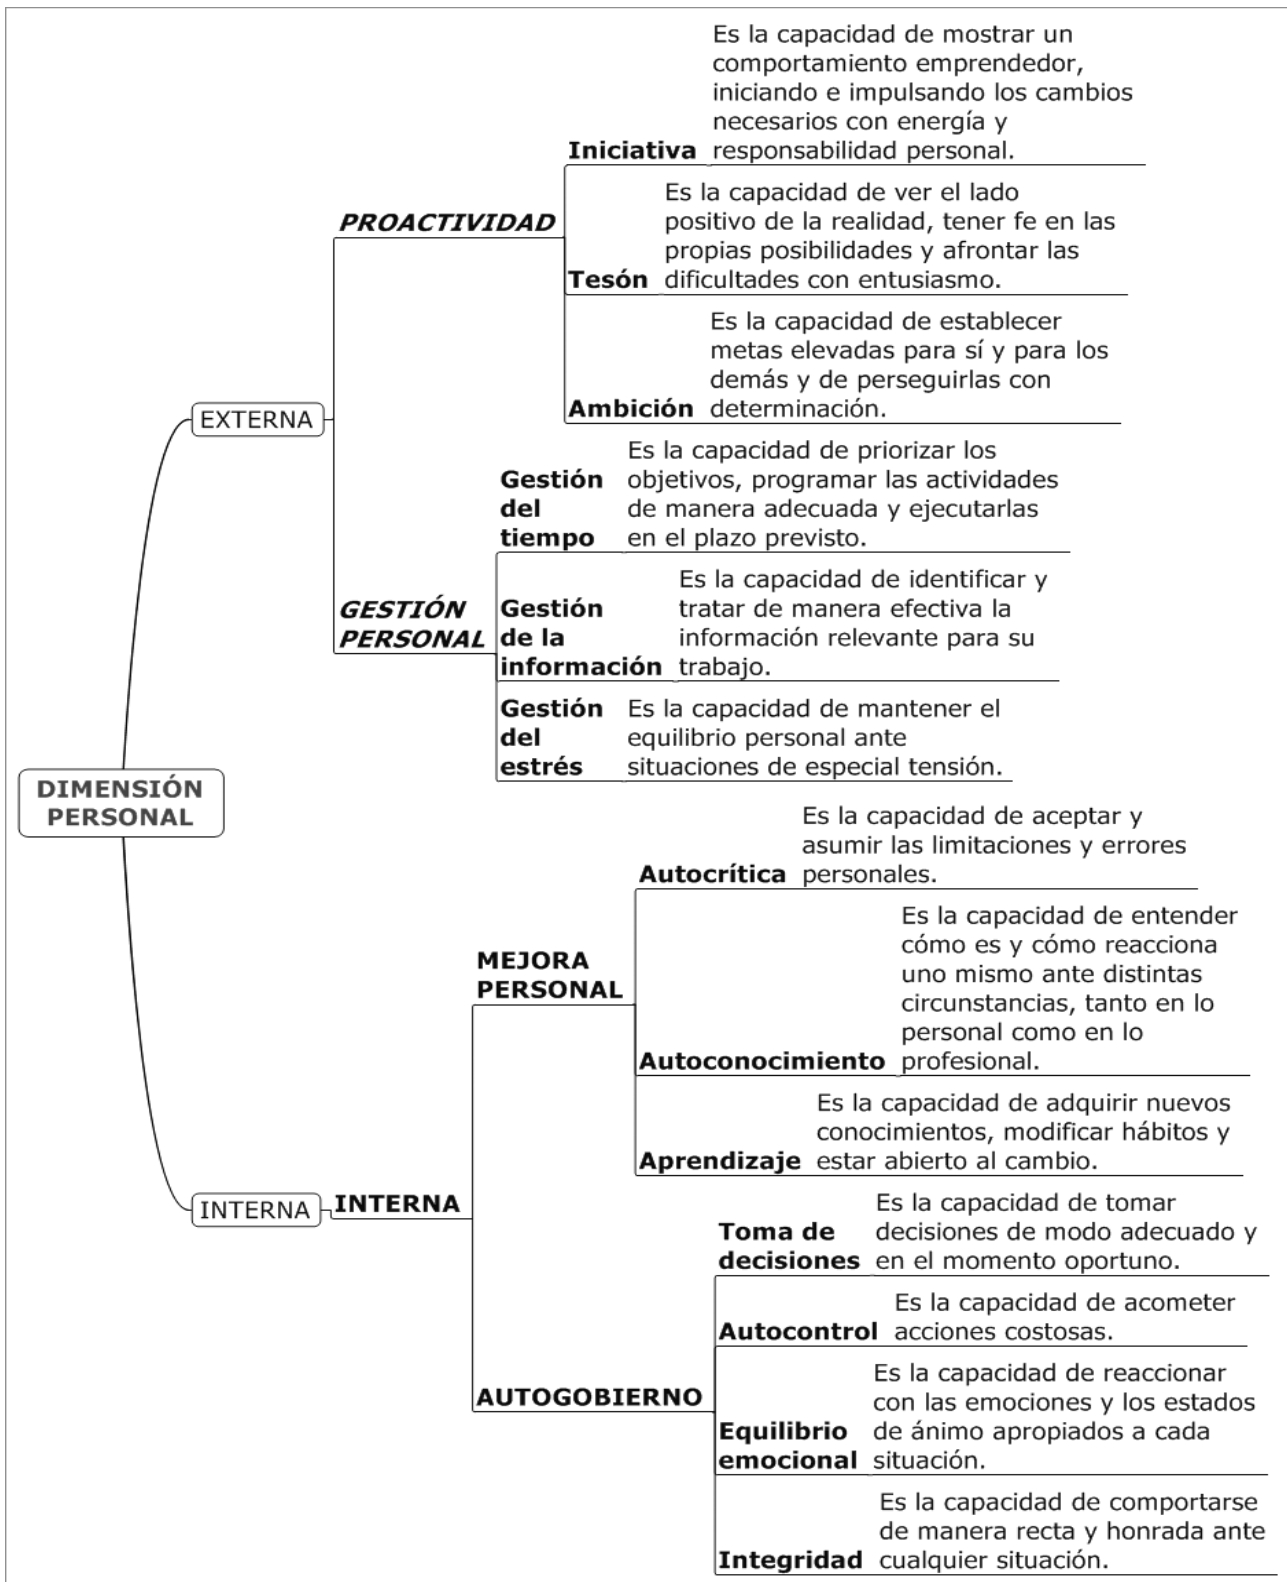 DIMENSIÓN
PERSONAL
EXTERNA
PROACTIVIDAD
Iniciativa
Es la capacidad de mostrar un
comportamiento emprendedor,
iniciando e impulsando los cambios
necesarios con energía y
responsabilidad personal.
Tesón
Es la capacidad de ver el lado
positivo de la realidad, tener fe en las
propias posibilidades y afrontar las
dificultades con entusiasmo.
Ambición
Es la capacidad de establecer
metas elevadas para sí y para los
demás y de perseguirlas con
determinación.
GESTIÓN
PERSONAL
Gestión
del
tiempo
Es la capacidad de priorizar los
objetivos, programar las actividades
de manera adecuada y ejecutarlas
en el plazo previsto.
Gestión
de la
información
Es la capacidad de identificar y
tratar de manera efectiva la
información relevante para su
trabajo.
Gestión
del
estrés
Es la capacidad de mantener el
equilibrio personal ante
situaciones de especial tensión.
INTERNA
INTERNA
MEJORA
PERSONAL
Autocrítica
Es la capacidad de aceptar y
asumir las limitaciones y errores
personales.
Autoconocimiento
Es la capacidad de entender
cómo es y cómo reacciona
uno mismo ante distintas
circunstancias, tanto en lo
personal como en lo
profesional.
Aprendizaje
Es la capacidad de adquirir nuevos
conocimientos, modificar hábitos y
estar abierto al cambio.
AUTOGOBIERNO
Toma de
decisiones
Es la capacidad de tomar
decisiones de modo adecuado y
en el momento oportuno.
Autocontrol
Es la capacidad de acometer
acciones costosas.
Equilibrio
emocional
Es la capacidad de reaccionar
con las emociones y los estados
de ánimo apropiados a cada
situación.
Integridad
Es la capacidad de comportarse
de manera recta y honrada ante
cualquier situación.